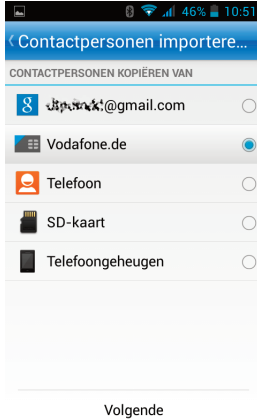 46% 10:51
Contactpersonen importere...
CONTACTPERSONEN KOPIËREN VAN
@gmail.com
Vodafone.de
Telefoon
SD-kaart
Telefoongeheugen
Volgende